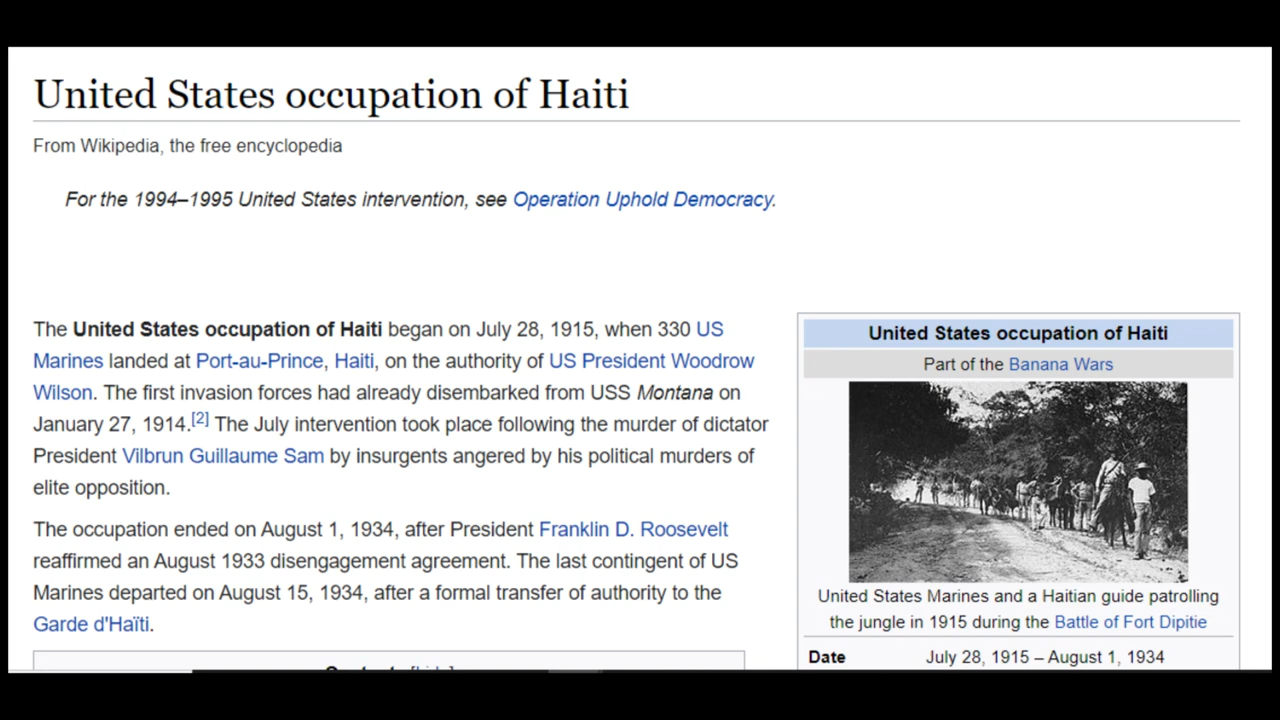 United States occupation of Haiti
From Wikipedia, the free encyclopedia
For the 1994–1995 United States intervention, see Operation Uphold Democracy.
The United States occupation of Haiti began on July 28, 1915, when 330 US
Marines landed at Port-au-Prince, Haiti, on the authority of US President Woodrow
Wilson. The first invasion forces had already disembarked from USS Montana on
January 27, 1914.[2] The July intervention took place following the murder of dictator
President Vilbrun Guillaume Sam by insurgents angered by his political murders of
elite opposition.
The occupation ended on August 1, 1934, after President Franklin D. Roosevelt
reaffirmed an August 1933 disengagement agreement. The last contingent of US
Marines departed on August 15, 1934, after a formal transfer of authority to the
Garde d'Haïti.
United States occupation of Haiti
Part of the Banana Wars
United States Marines and a Haitian guide patrolling
the jungle in 1915 during the Battle of Fort Dipitie
Date July 28, 1915 – August 1, 1934